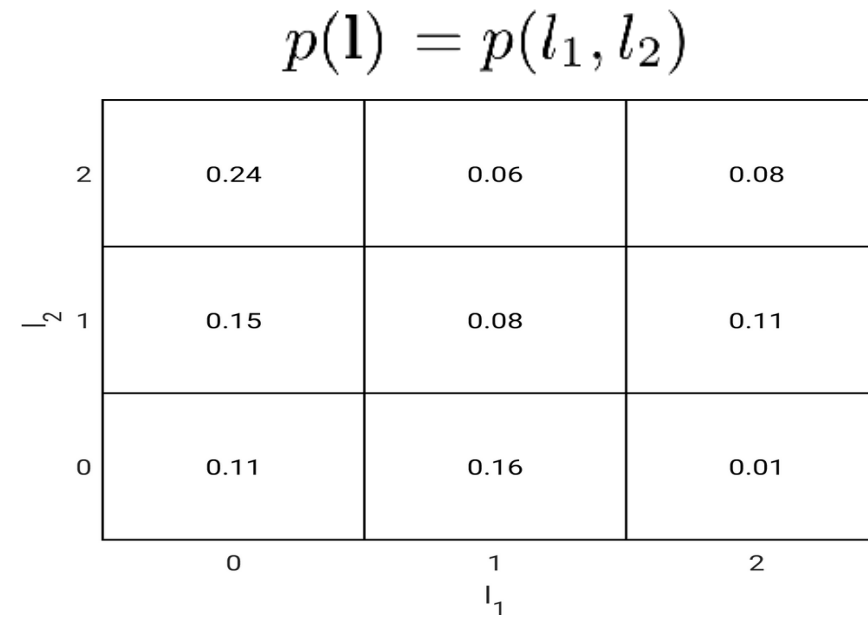 p(l) = p(l₁, l₂)
2 0.24 0.06 0.08
l₂ 1 0.15 0.08 0.11
0 0.11 0.16 0.01
0 1 2
l₁